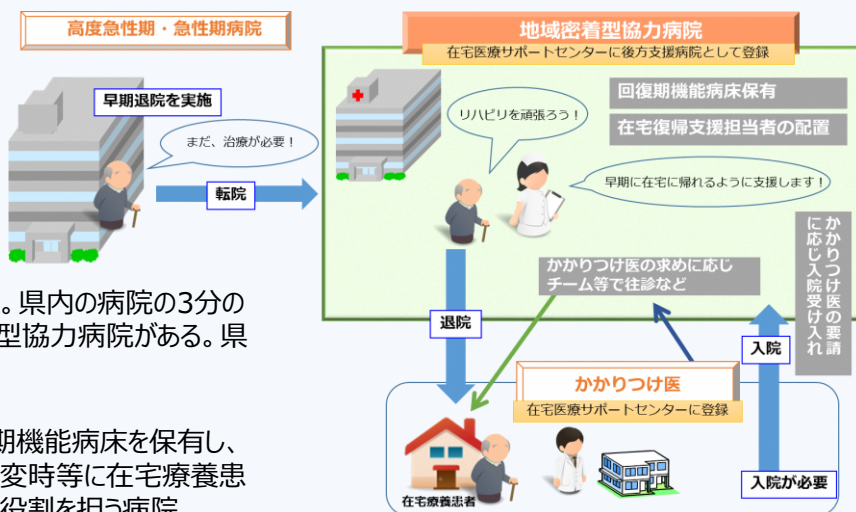 高度急性期・急性期病院
早期退院を実施
まだ、治療が必要！
転院
地域密着型協力病院
在宅医療サポートセンターに後方支援病院として登録
回復期機能病床保有
在宅復帰支援担当者の配置
リハビリを頑張ろう！
早期に在宅に帰れるように支援します！
かかりつけ医の求めに応じ
チーム等で往診など
かかりつけ医の要請
に応じ入院受け入れ
退院
入院
かかりつけ医
在宅医療サポートセンターに登録
在宅療養患者
入院が必要
。県内の病院の3分の
型協力病院がある。県
期機能病床を保有し、
変時等に在宅療養患
役割を担う病院